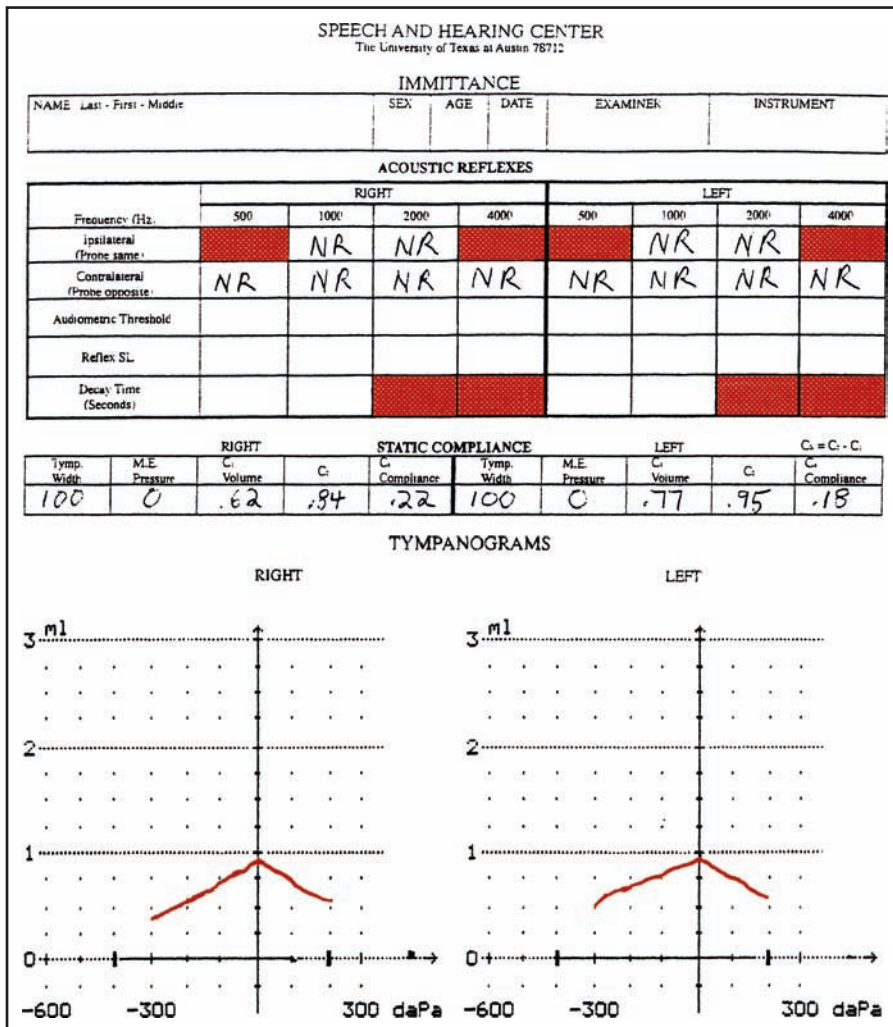 SPEECH AND HEARING CENTER
The University of Texas at Austin 78712
IMMITTANCE
NAME Last - First - Middle SEX AGE DATE EXAMINER INSTRUMENT
ACOUSTIC REFLEXES
RIGHT LEFT
Frequency (Hz) 500 1000 2000 4000 500 1000 2000 4000
Ipsilateral
(Probe same) NR NR NR NR
Contralateral
(Probe opposite) NR NR NR NR NR NR NR NR
Audiometric Threshold
Reflex SL
Decay Time
(Seconds)
RIGHT STATIC COMPLIANCE LEFT
Tymp. M.E. C₁ C₂ Cₓ Tymp. M.E. C₁ C₂ Cₓ
Width Pressure Volume Compliance Width Pressure Volume Compliance
100 0 .62 .84 .22 100 0 .77 .95 .18
TYMPANOGRAMS
RIGHT LEFT
ml ml
3 3
2 2
1 1
0 0
-600 -300 300 daPa -600 -300 300 daPa